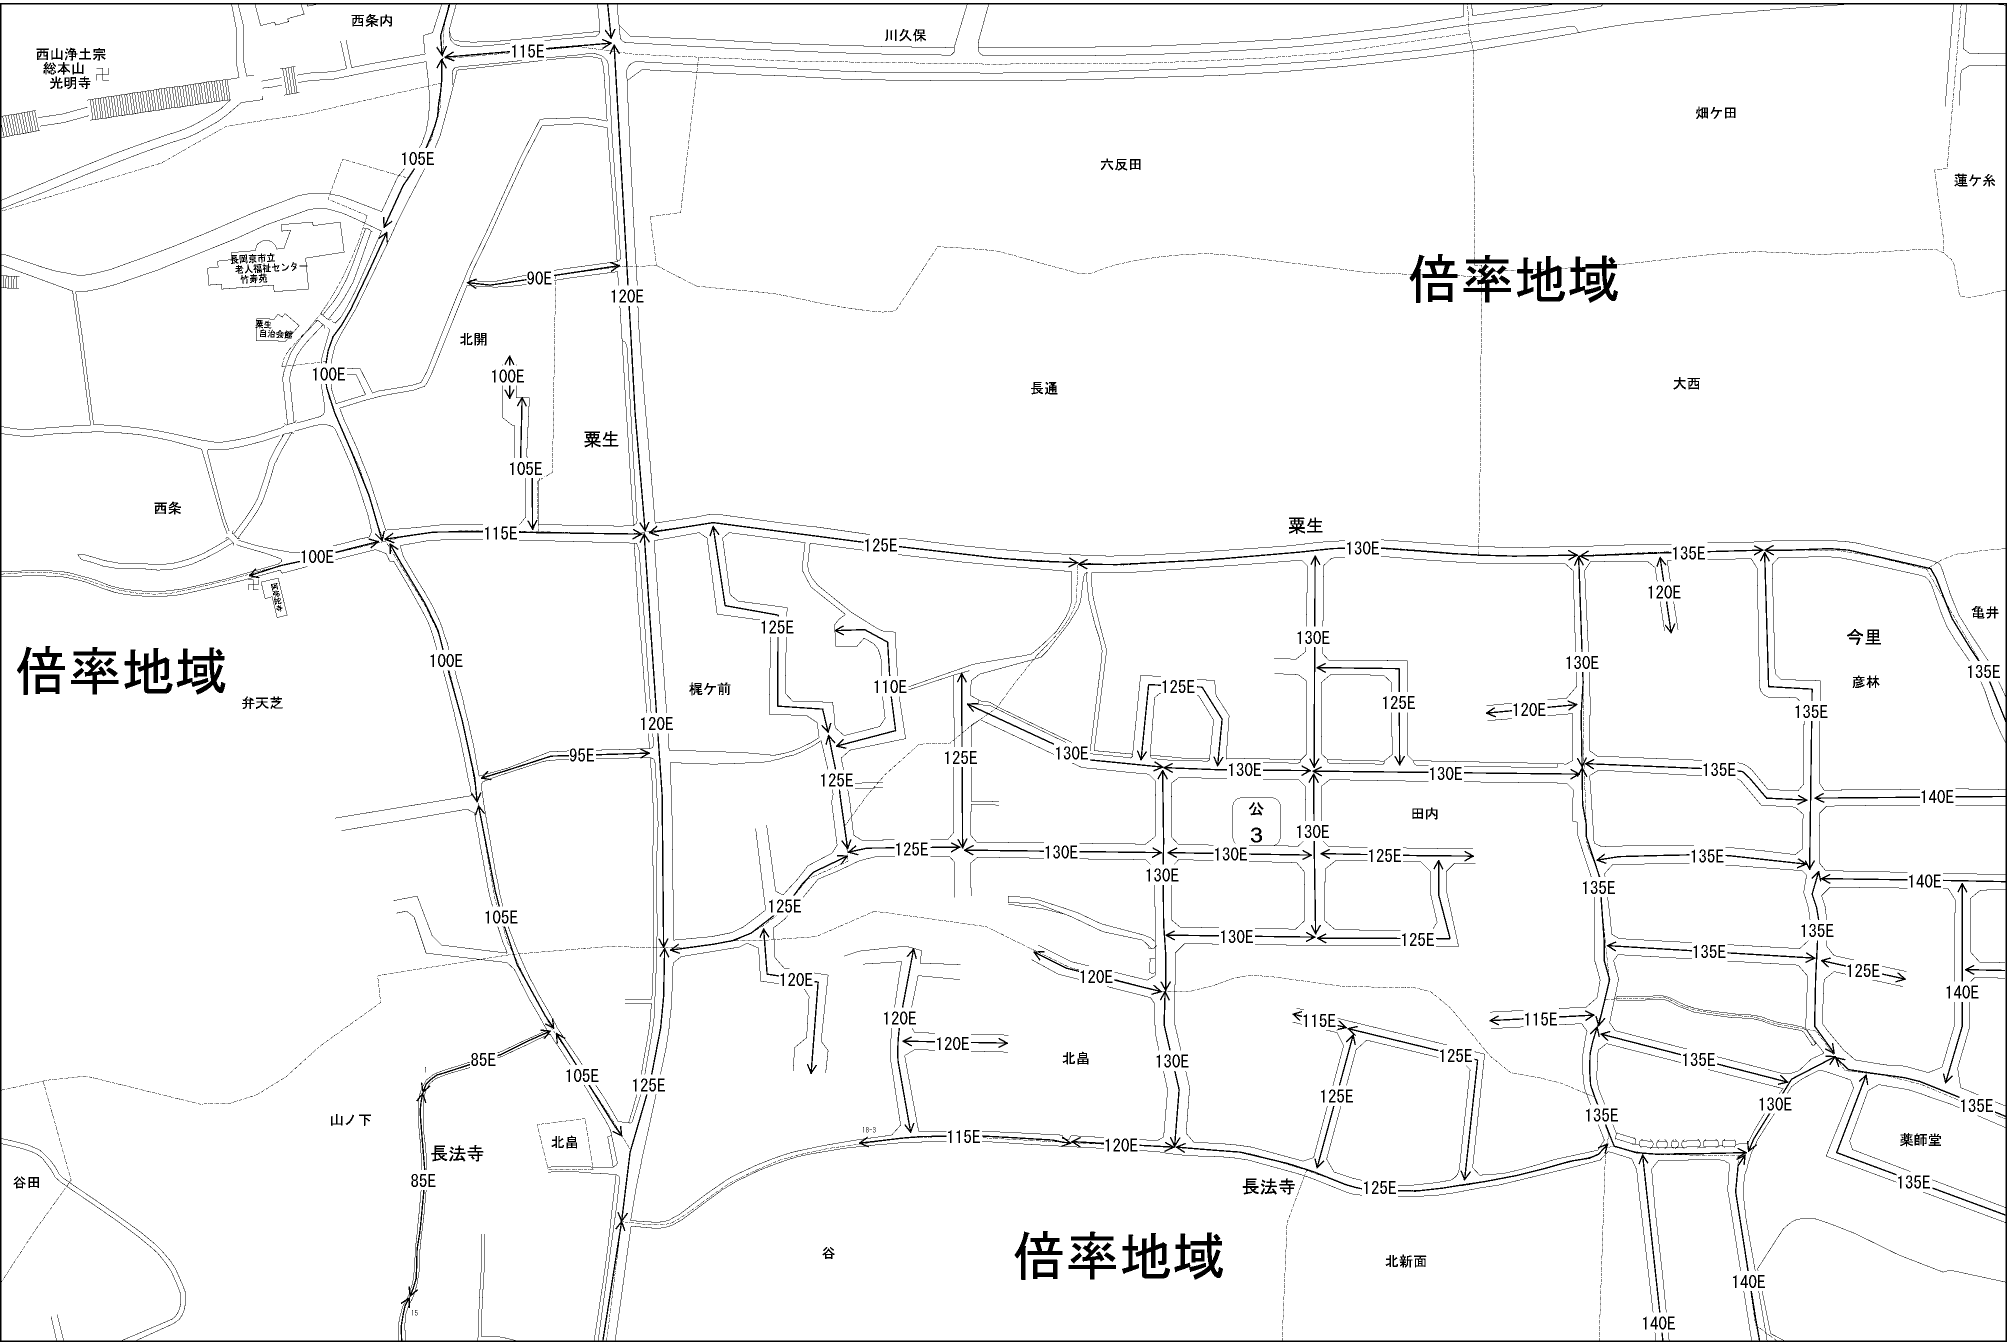 西条内
115E
川久保
西山浄土宗
総本山
光明寺
畑ケ田
105E
六反田
蓮ケ糸
長岡京市立
老人福祉センター
竹寿苑
90E
120E
倍率地域
粟生
自治会館
北開
100E
100E
長通
大西
粟生
105E
西条
粟生
115E
125E
130E
135E
100E
120E
亀井
125E
130E
今里
倍率地域
100E
130E
135E
弁天芝
梶ケ前
110E
125E
125E
彦林
120E
135E
120E
95E
125E
125E
130E
130E
130E
135E
140E
公
3
130E
田内
125E
130E
130E
125E
135E
130E
135E
140E
105E
125E
130E
125E
135E
135E
120E
120E
125E
140E
120E
115E
115E
120E
130E
125E
135E
85E
105E
125E
北畠
125E
130E
135E
135E
山ノ下
北畠
18-3
115E
120E
薬師堂
長法寺
85E
谷田
長法寺
125E
135E
谷
倍率地域
北新面
140E
15
140E